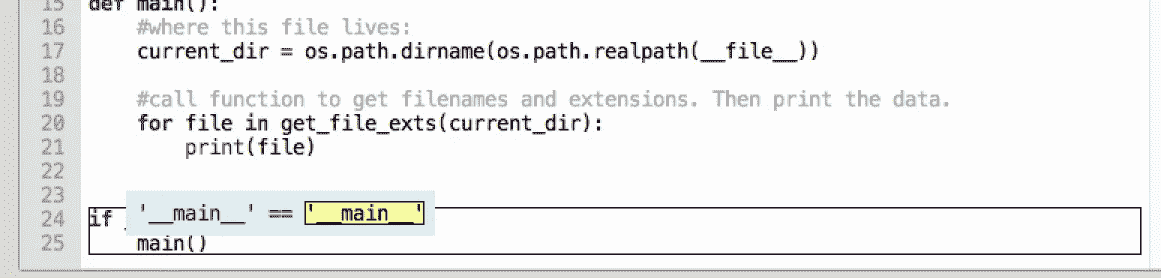 15 def main():
16 #where this file lives:
17 current_dir = os.path.dirname(os.path.realpath(__file__))
18
19 #call function to get filenames and extensions. Then print the data.
20 for file in get_file_exts(current_dir):
21 print(file)
22
23
24 if '__main__' == '__main__'
25 main()